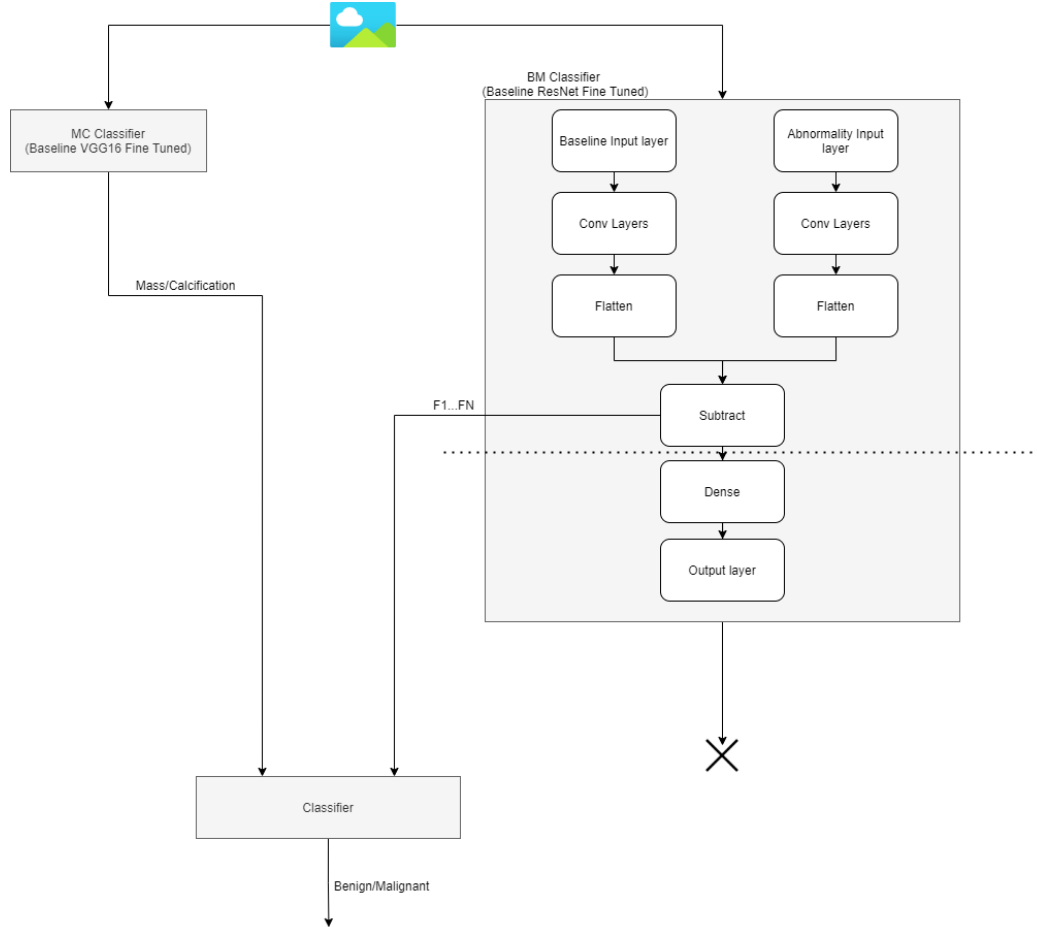 BM Classifier
(Baseline ResNet Fine Tuned)
MC Classifier
(Baseline VGG16 Fine Tuned)
Baseline Input layer
Abnormality Input
layer
Conv Layers
Conv Layers
Flatten
Flatten
Mass/Calcification
Subtract
F1...FN
Dense
Output layer
Classifier
Benign/Malignant